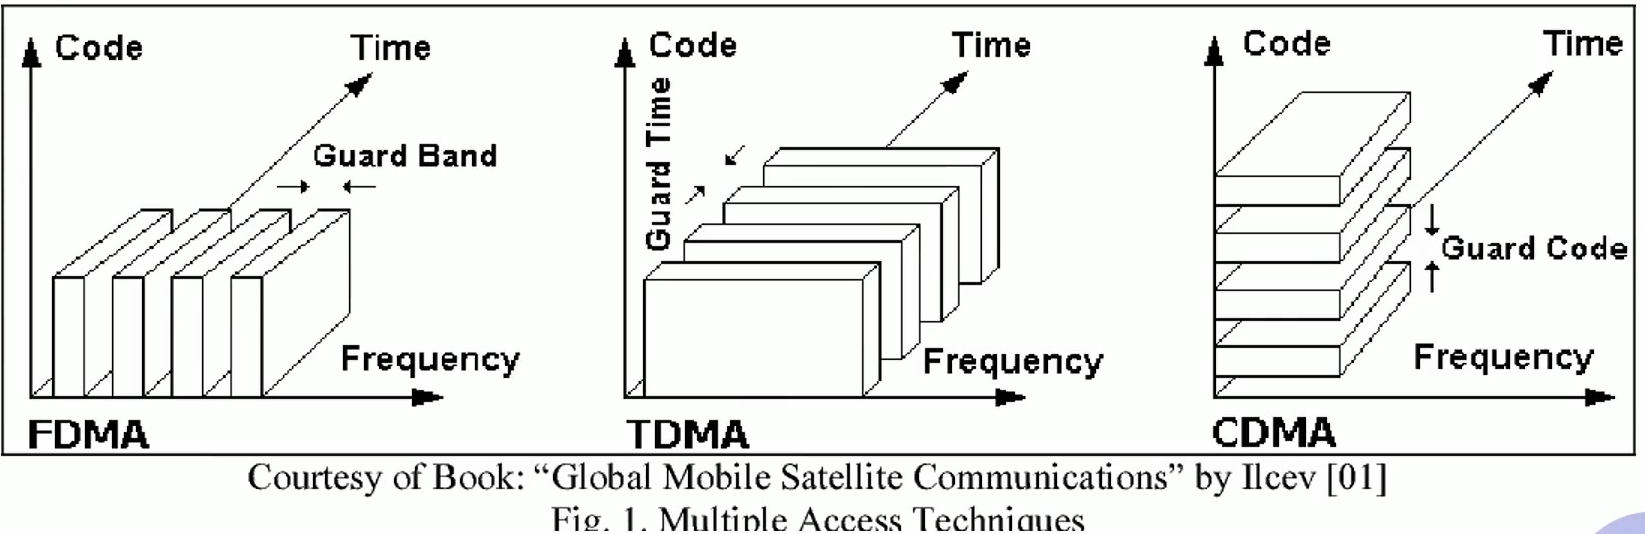 Code
Time
Guard Band
Frequency
FDMA
Code
Time
Guard Time
Frequency
TDMA
Code
Time
Guard Code
Frequency
CDMA
Courtesy of Book: “Global Mobile Satellite Communications” by Ilcev [01]
Fig. 1. Multiple Access Techniques